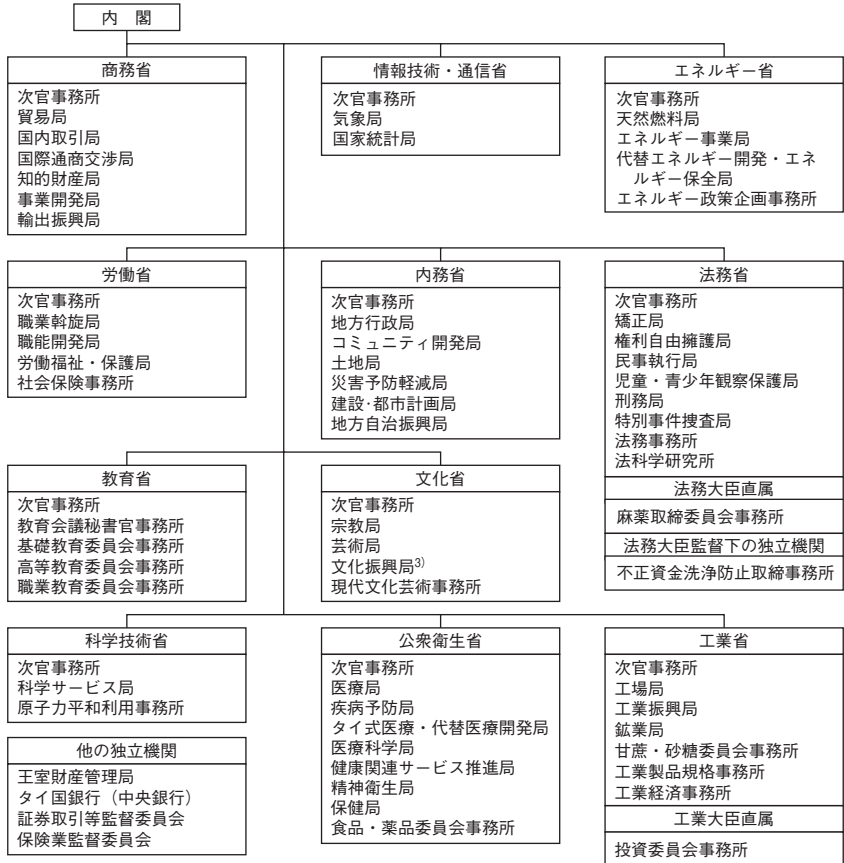 内　閣
商務省
次官事務所
貿易局
国内取引局
国際通商交渉局
知的財産局
事業開発局
輸出振興局
情報技術・通信省
次官事務所
気象局
国家統計局
エネルギー省
次官事務所
天然燃料局
エネルギー事業局
代替エネルギー開発・エネ
ルギー保全局
エネルギー政策企画事務所
労働省
次官事務所
職業斡旋局
職能開発局
労働福祉・保護局
社会保険事務所
内務省
次官事務所
地方行政局
コミュニティ開発局
土地局
災害予防軽減局
建設･都市計画局
地方自治振興局
法務省
次官事務所
矯正局
権利自由擁護局
民事執行局
児童・青少年観察保護局
刑務局
特別事件捜査局
法務事務所
法科学研究所
法務大臣直属
麻薬取締委員会事務所
法務大臣監督下の独立機関
不正資金洗浄防止取締事務所
教育省
次官事務所
教育会議秘書官事務所
基礎教育委員会事務所
高等教育委員会事務所
職業教育委員会事務所
文化省
次官事務所
宗教局
芸術局
文化振興局3)
現代文化芸術事務所
科学技術省
次官事務所
科学サービス局
原子力平和利用事務所
他の独立機関
王室財産管理局
タイ国銀行（中央銀行）
証券取引等監督委員会
保険業監督委員会
公衆衛生省
次官事務所
医療局
疾病予防局
タイ式医療・代替医療開発局
医療科学局
健康関連サービス推進局
精神衛生局
保健局
食品・薬品委員会事務所
工業省
次官事務所
工場局
工業振興局
鉱業局
甘蔗・砂糖委員会事務所
工業製品規格事務所
工業経済事務所
工業大臣直属
投資委員会事務所